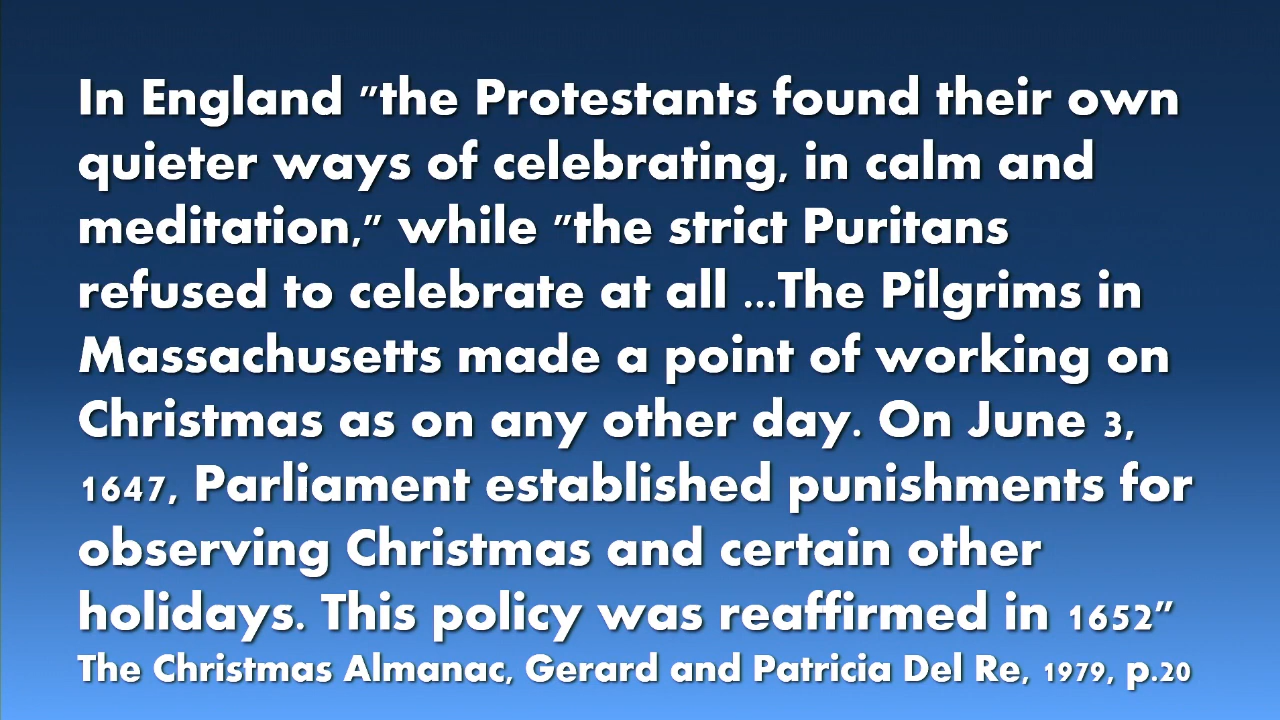 In England "the Protestants found their own
quieter ways of celebrating, in calm and
meditation," while "the strict Puritans
refused to celebrate at all ...The Pilgrims in
Massachusetts made a point of working on
Christmas as on any other day. On June 3,
1647, Parliament established punishments for
observing Christmas and certain other
holidays. This policy was reaffirmed in 1652"
The Christmas Almanac, Gerard and Patricia Del Re, 1979, p.20